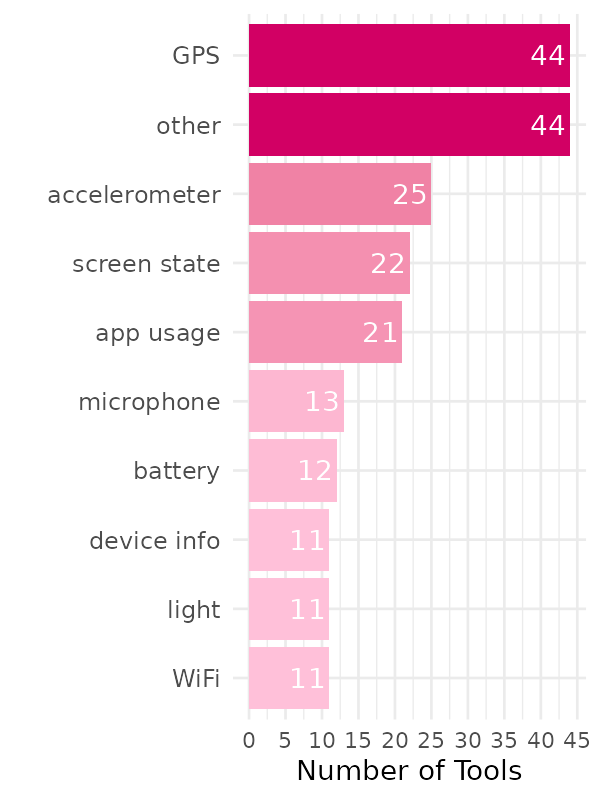 GPS 44
other 44
accelerometer 25
screen state 22
app usage 21
microphone 13
battery 12
device info 11
light 11
WiFi 11
0 5 10 15 20 25 30 35 40 45
Number of Tools